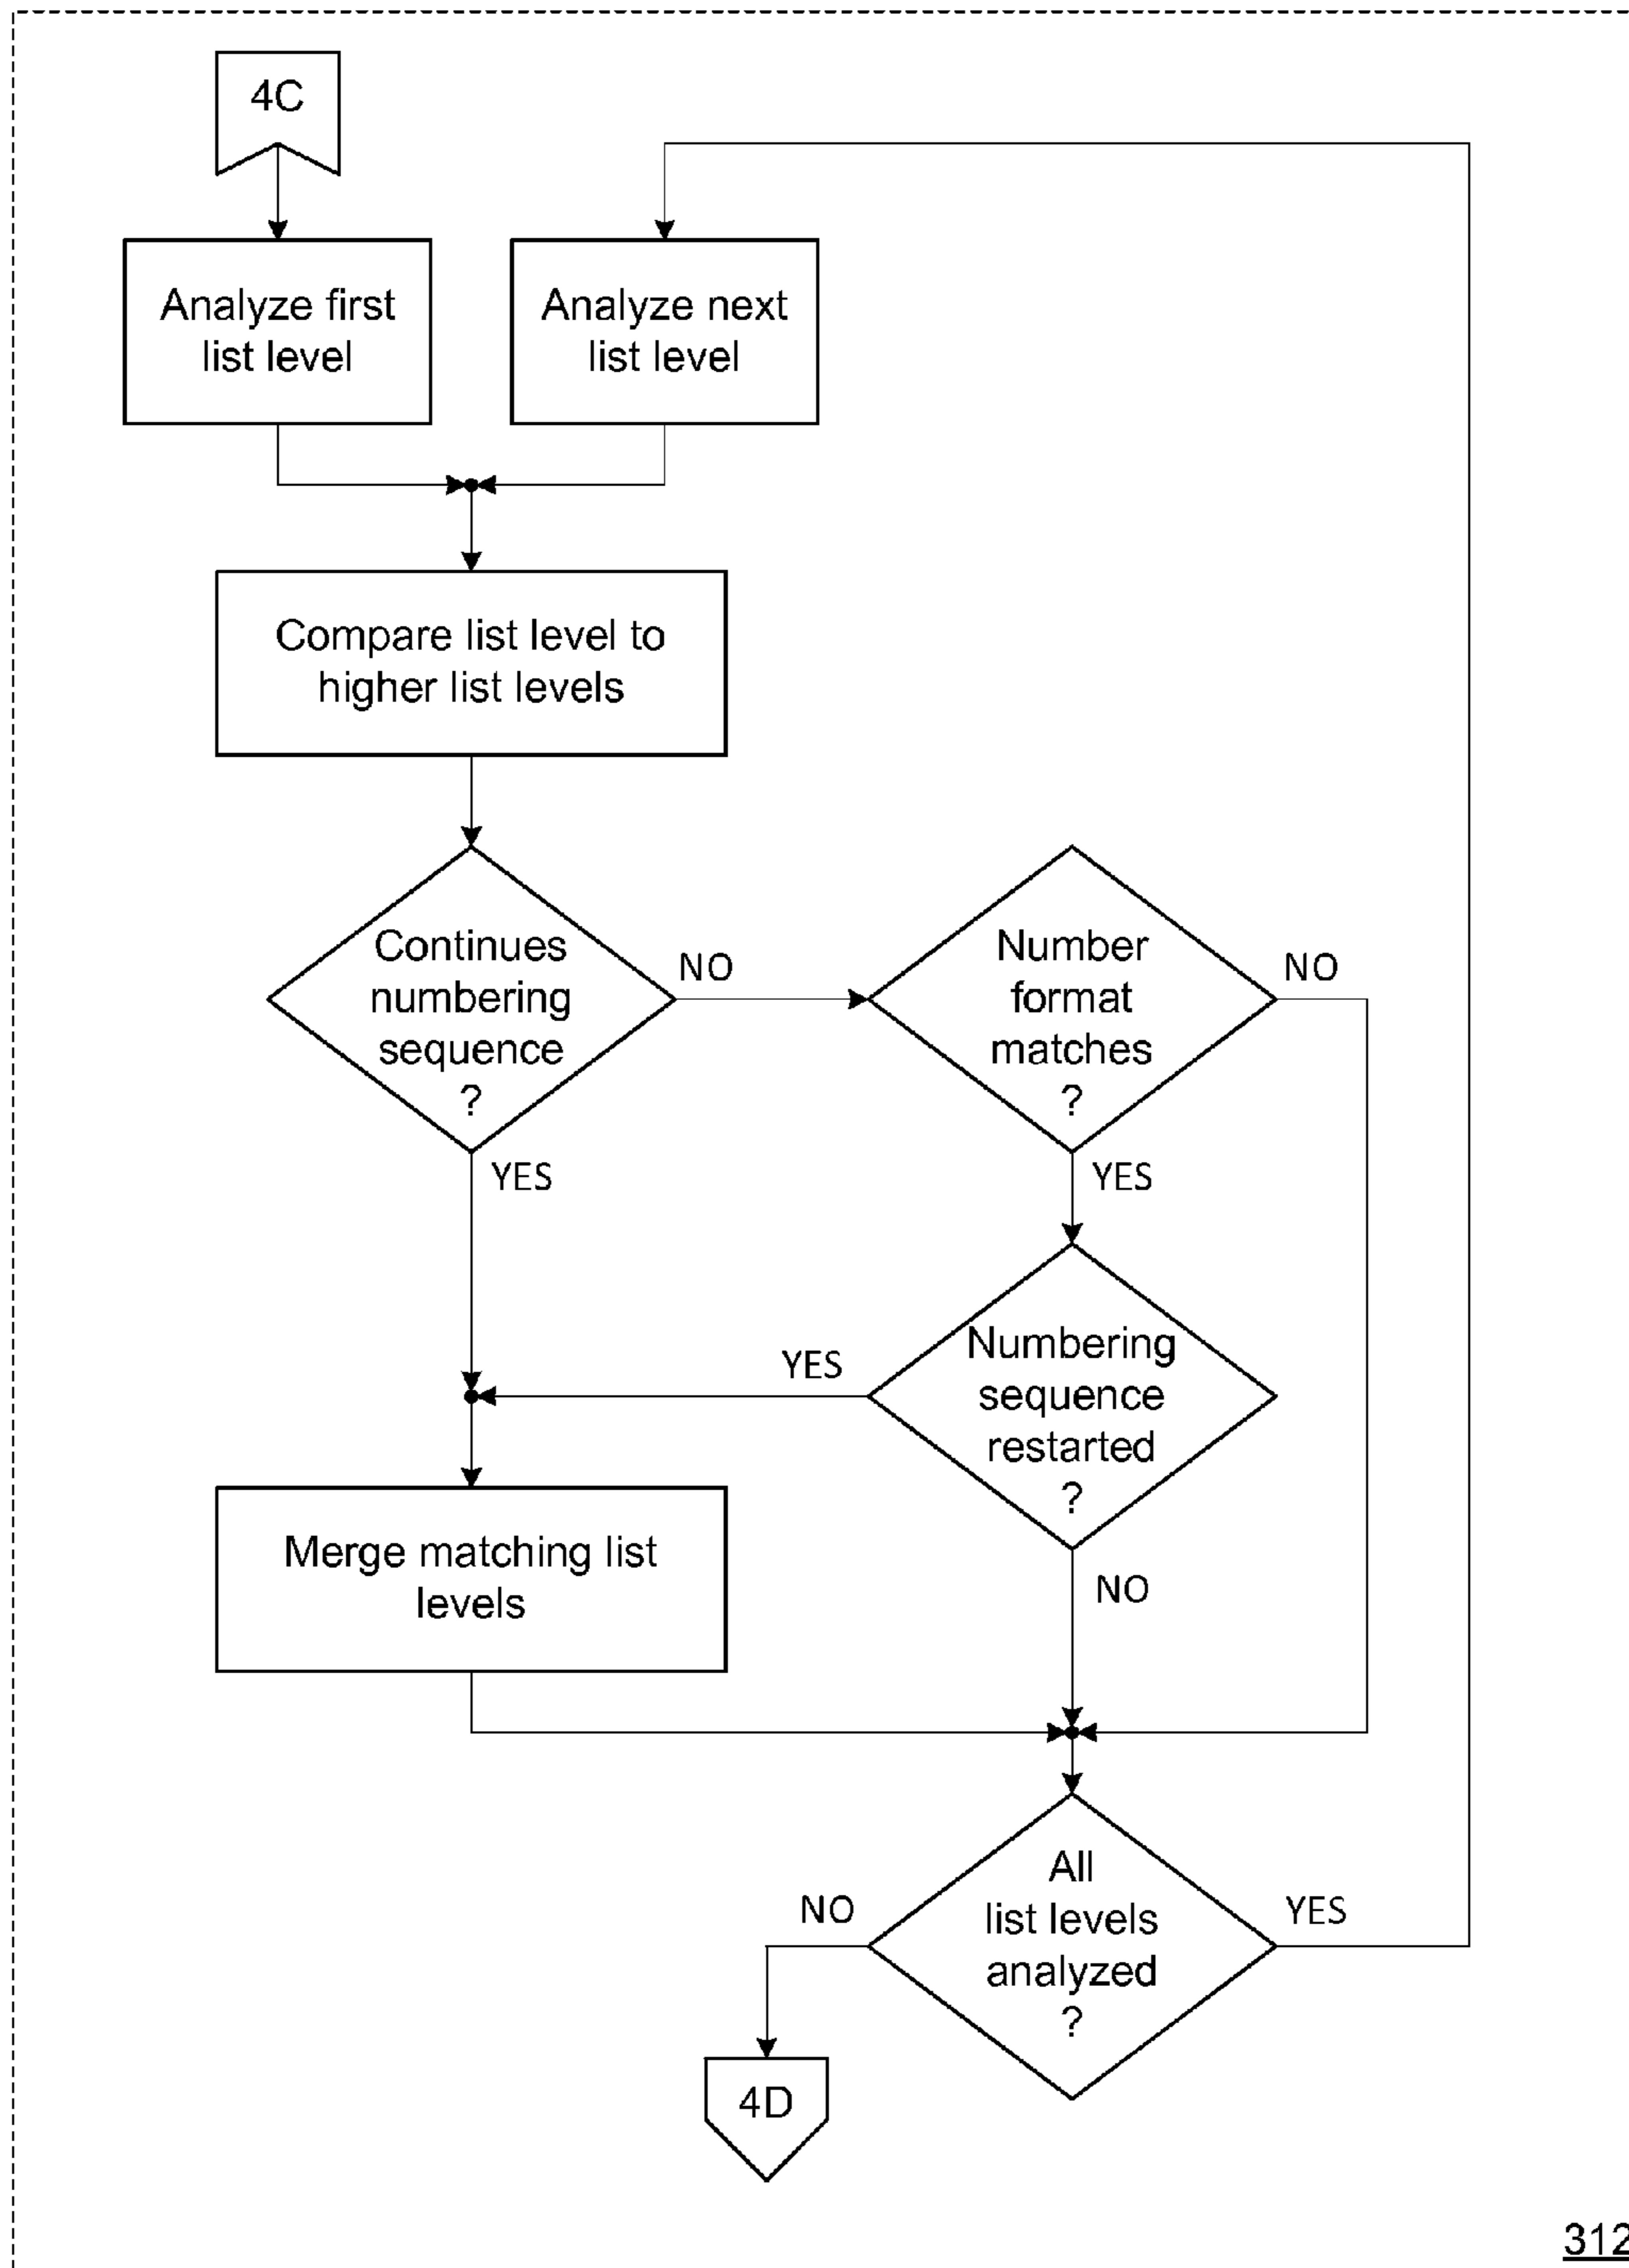 4C
Analyze first
list level
Analyze next
list level
Compare list level to
higher list levels
Continues
numbering
sequence
?
NO
Number
format
matches
?
NO
YES
YES
Numbering
sequence
restarted
?
YES
NO
Merge matching list
levels
All
list levels
analyzed
?
NO
YES
4D
312